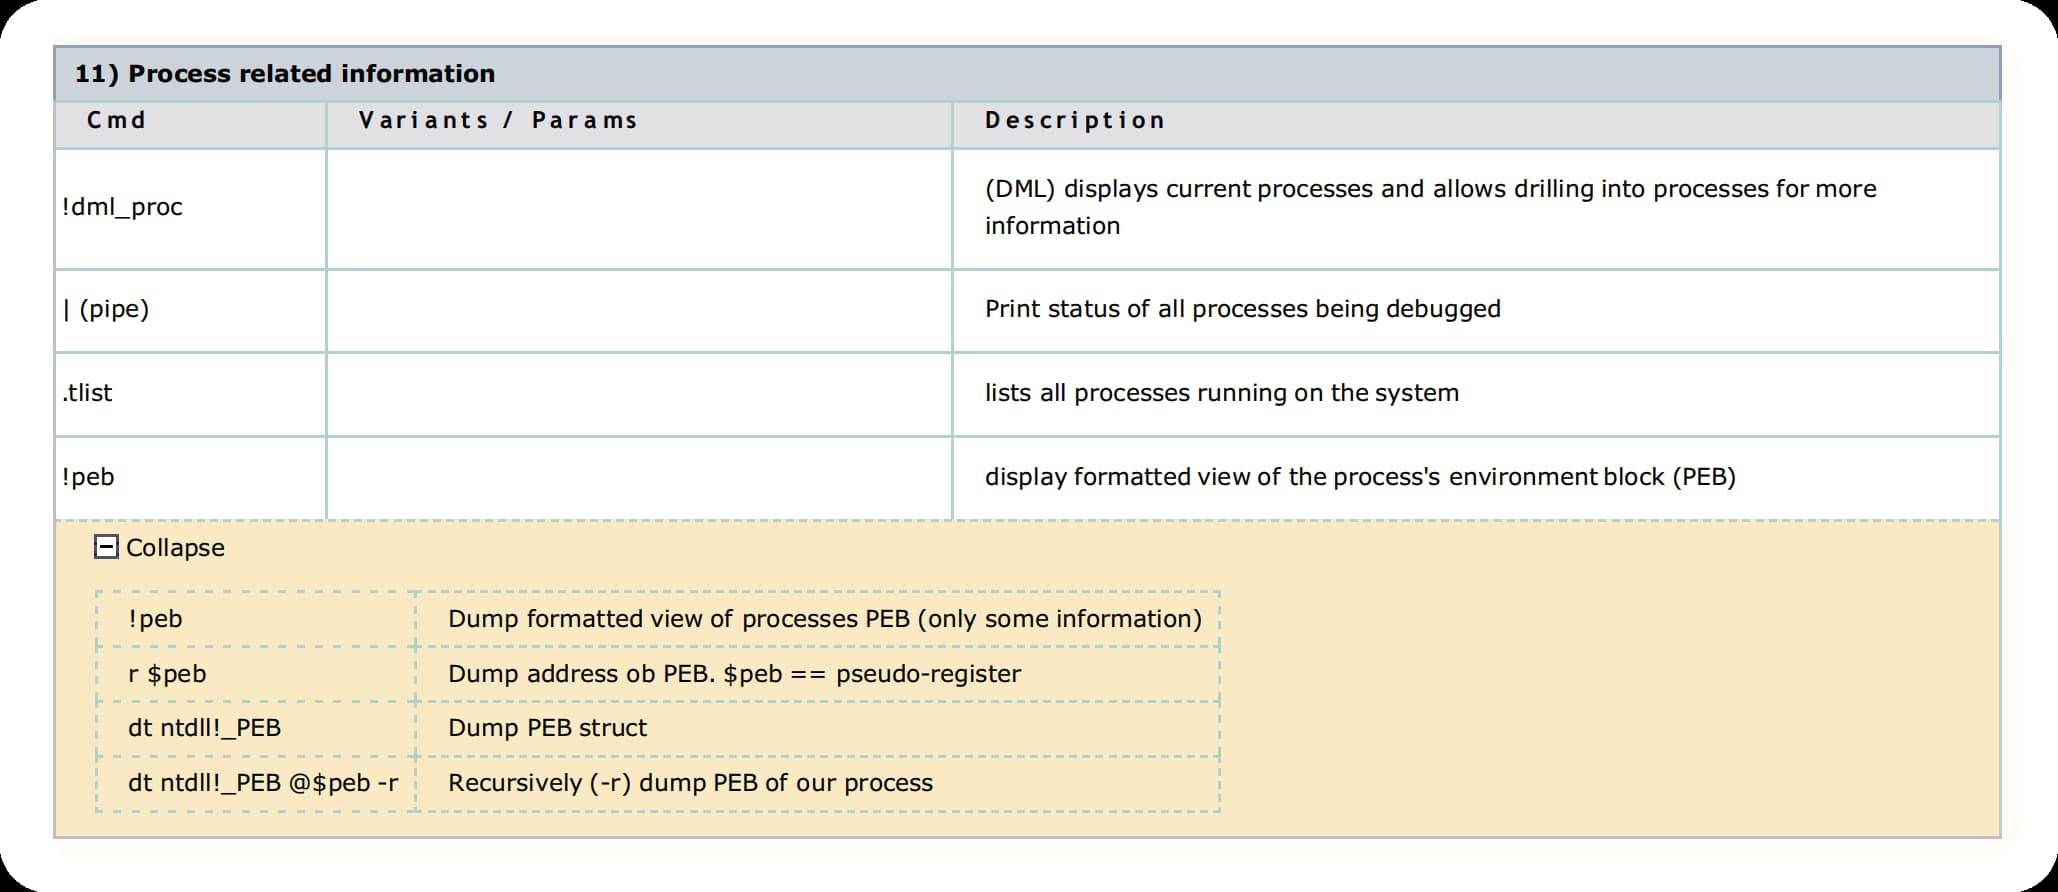 11) Process related information
Cmd Variants / Params Description
!dml_proc (DML) displays current processes and allows drilling into processes for more
information
| (pipe) Print status of all processes being debugged
.tlist lists all processes running on the system
!peb display formatted view of the process's environment block (PEB)
Collapse
!peb Dump formatted view of processes PEB (only some information)
r $peb Dump address ob PEB. $peb == pseudo-register
dt ntdll!_PEB Dump PEB struct
dt ntdll!_PEB @$peb -r Recursively (-r) dump PEB of our process